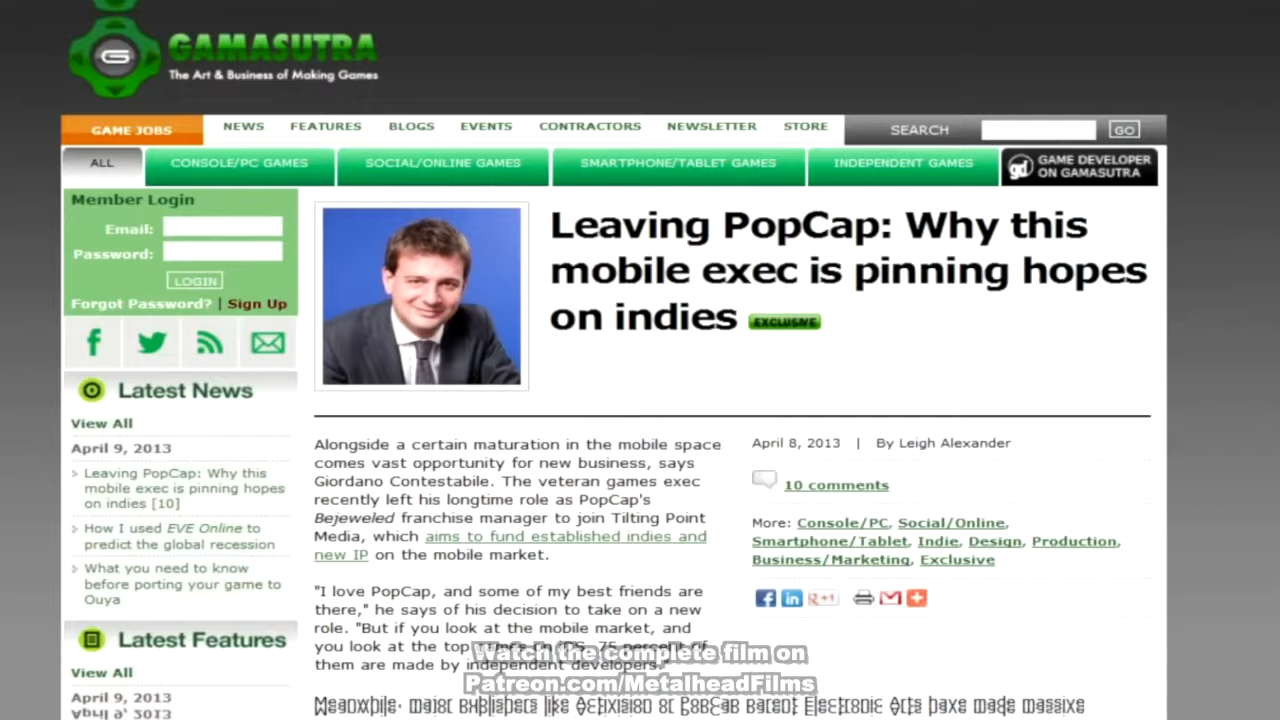 GAMASUTRA
The Art & Business of Making Games
GAME JOBS NEWS FEATURES BLOGS EVENTS CONTRACTORS NEWSLETTER STORE SEARCH GO
ALL CONSOLE/PC GAMES SOCIAL/ONLINE GAMES SMARTPHONE/TABLET GAMES INDEPENDENT GAMES gd GAME DEVELOPER
ON GAMASUTRA
Member Login
Email:
Password:
LOGIN
Forgot Password? | Sign Up
Latest News
View All
April 9, 2013
Leaving PopCap: Why this
mobile exec is pinning hopes
on indies [10]
How I used EVE Online to
predict the global recession
What you need to know
before porting your game to
Ouya
Latest Features
View All
April 9, 2013
Leaving PopCap: Why this
mobile exec is pinning hopes
on indies EXCLUSIVE
Alongside a certain maturation in the mobile space
comes vast opportunity for new business, says
Giordano Contestabile. The veteran games exec
recently left his longtime role as PopCap's
Bejeweled franchise manager to join Tilting Point
Media, which aims to fund established indies and
new IP on the mobile market.
"I love PopCap, and some of my best friends are
there," he says of his decision to take on a new
role. "But if you look at the mobile market, and
you look at the top 75 percent of
them are made by independent developers."
April 8, 2013 | By Leigh Alexander
10 comments
More: Console/PC, Social/Online,
Smartphone/Tablet, Indie, Design, Production,
Business/Marketing, Exclusive
g +1
Watch the complete film on
Patreon.com/MetalheadFilms